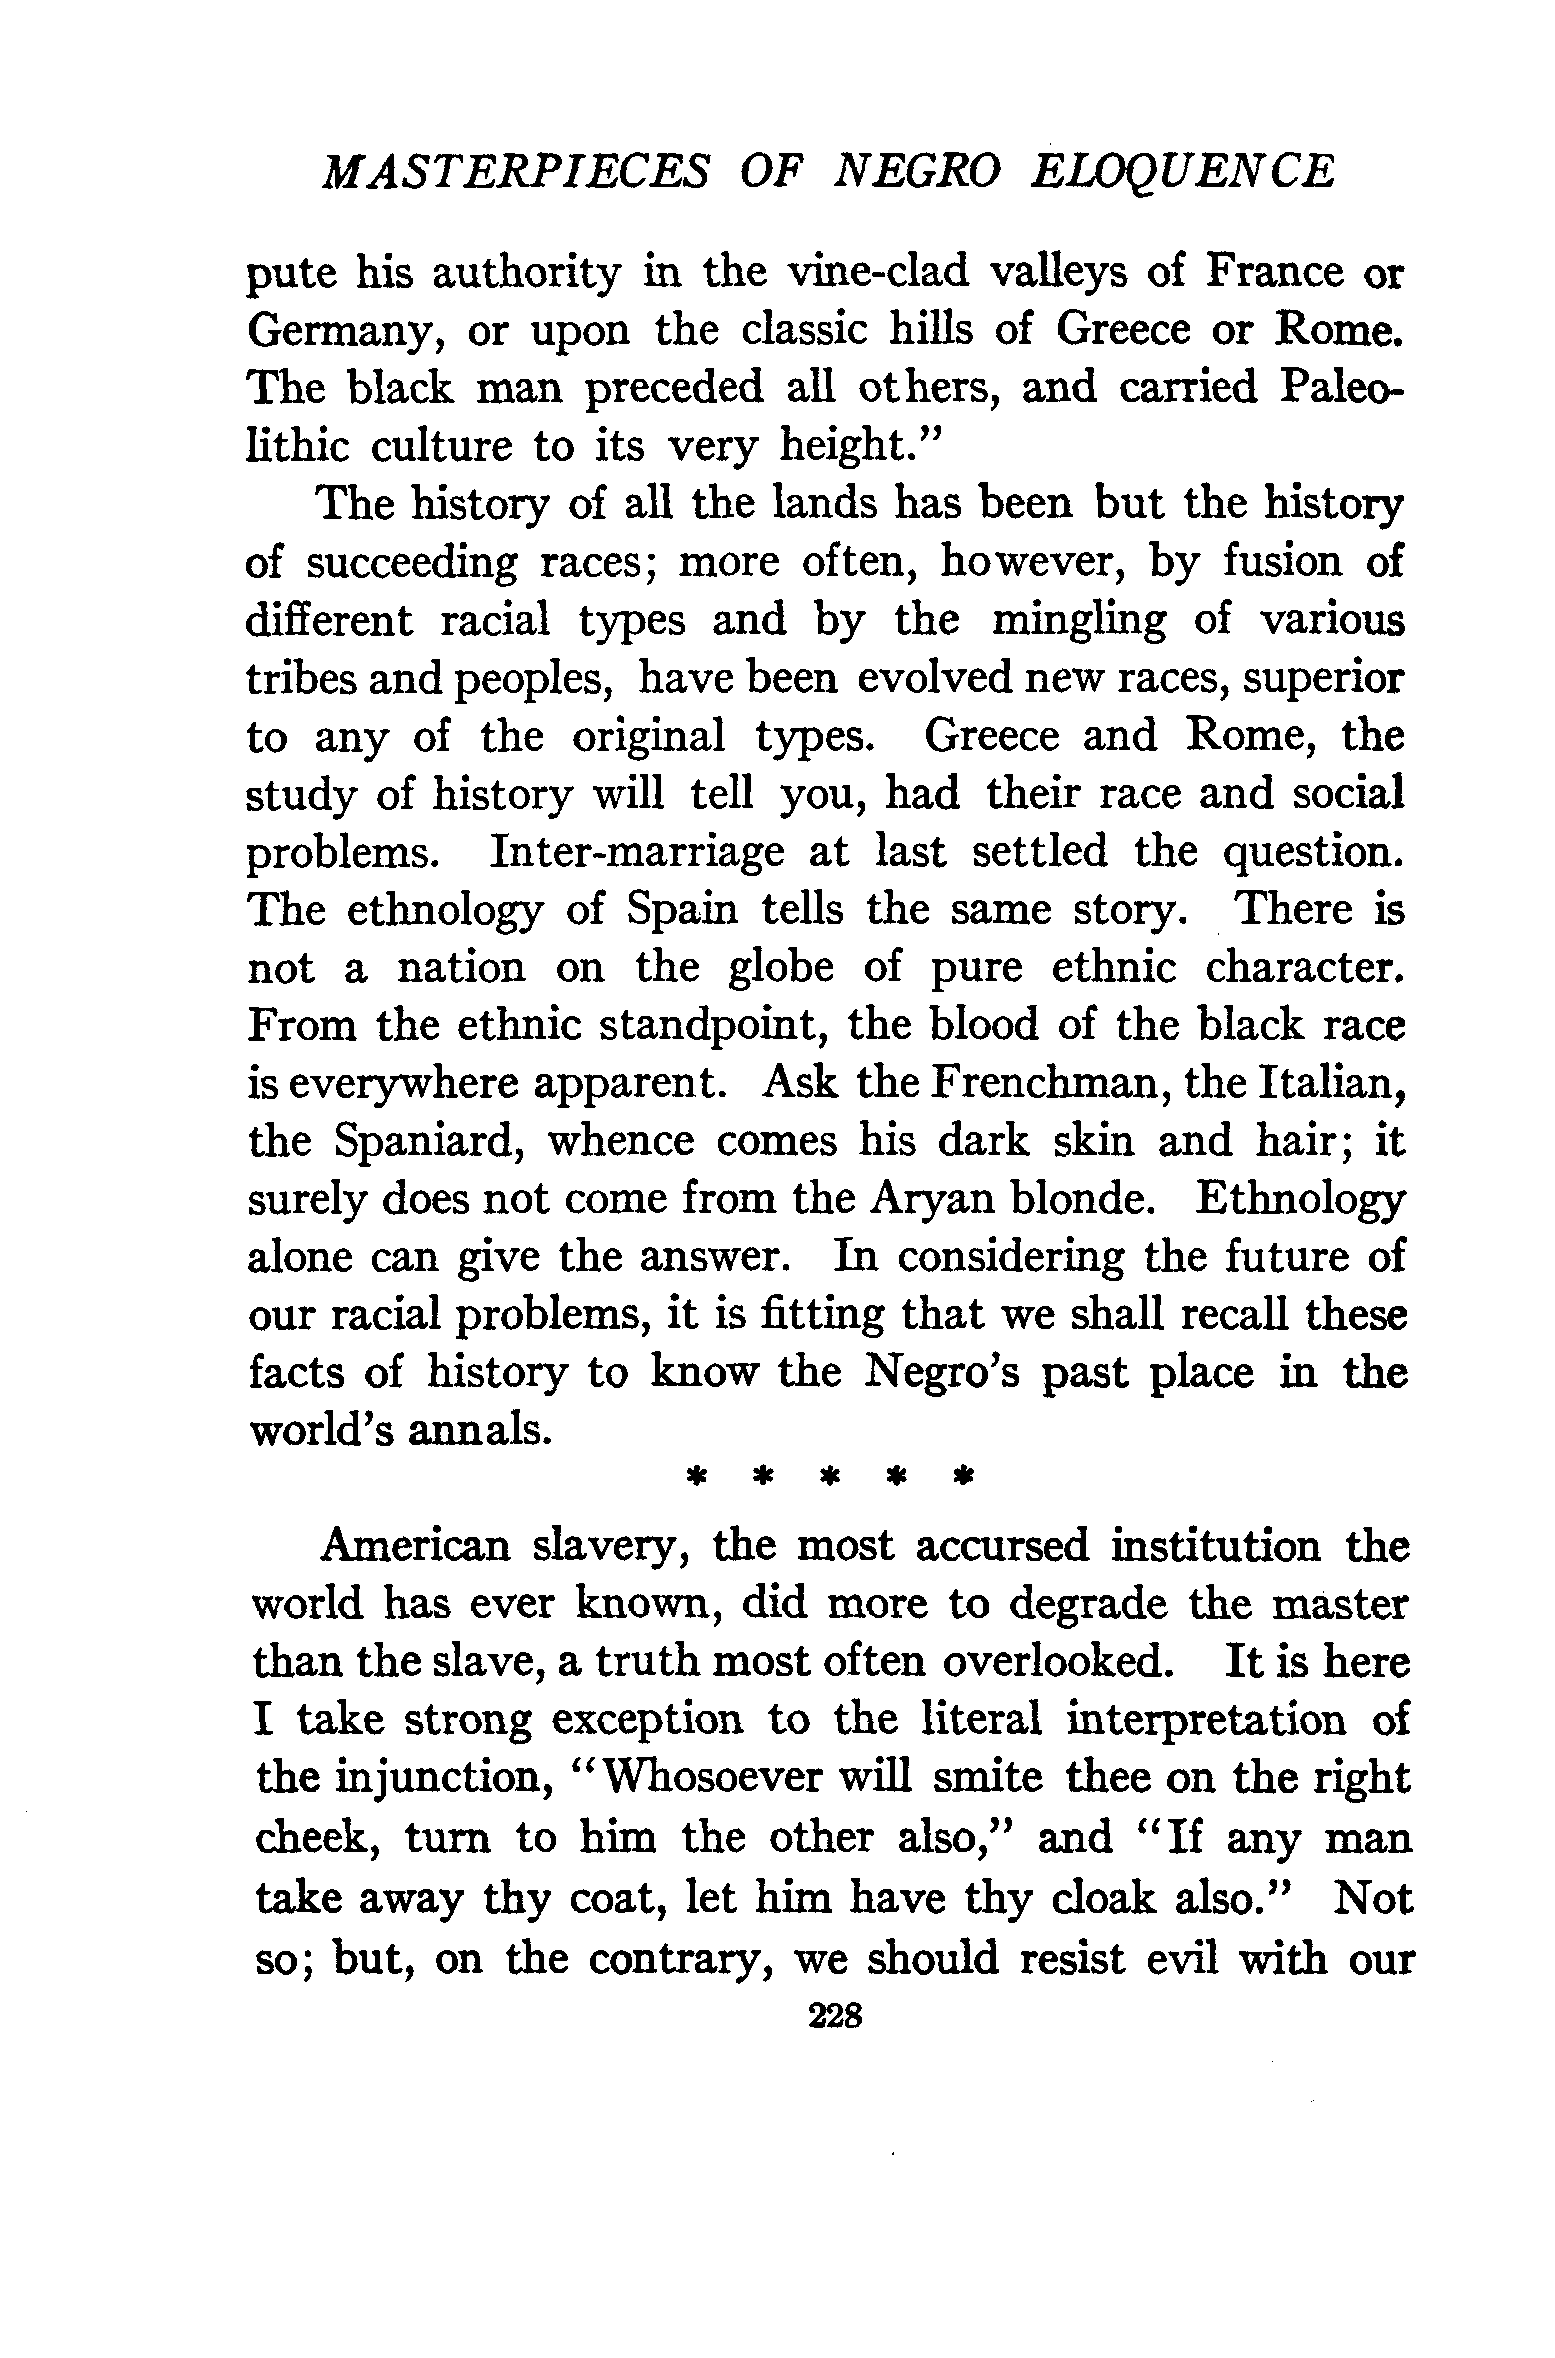 MASTERPIECES OF NEGRO ELOQUENCE
pute his authority in the vine-clad valleys of France or
Germany, or upon the classic hills of Greece or Rome.
The black man preceded all others, and carried Paleo-
lithic culture to its very height.”
The history of all the lands has been but the history
of succeeding races; more often, however, by fusion of
different racial types and by the mingling of various
tribes and peoples, have been evolved new races, superior
to any of the original types. Greece and Rome, the
study of history will tell you, had their race and social
problems. Inter-marriage at last settled the question.
The ethnology of Spain tells the same story. There is
not a nation on the globe of pure ethnic character.
From the ethnic standpoint, the blood of the black race
is everywhere apparent. Ask the Frenchman, the Italian,
the Spaniard, whence comes his dark skin and hair; it
surely does not come from the Aryan blonde. Ethnology
alone can give the answer. In considering the future of
our racial problems, it is fitting that we shall recall these
facts of history to know the Negro’s past place in the
world’s annals.
* * * * *
American slavery, the most accursed institution the
world has ever known, did more to degrade the master
than the slave, a truth most often overlooked. It is here
I take strong exception to the literal interpretation of
the injunction, “Whosoever will smite thee on the right
cheek, turn to him the other also,” and “If any man
take away thy coat, let him have thy cloak also.” Not
so; but, on the contrary, we should resist evil with our
228